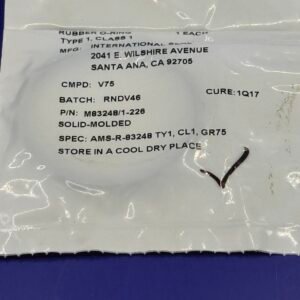 RUBBER O-RING 1 EACH
TYPE 1, CLASS 1
MFG: INTERNATIONAL SEAL
2041 E. WILSHIRE AVENUE
SANTA ANA, CA 92705
CMPD: V75
BATCH: RNDV46 CURE: 1Q17
P/N: M83248/1-226
SOLID-MOLDED
SPEC: AMS-R-83248 TY1, CL1, GR75
STORE IN A COOL DRY PLACE